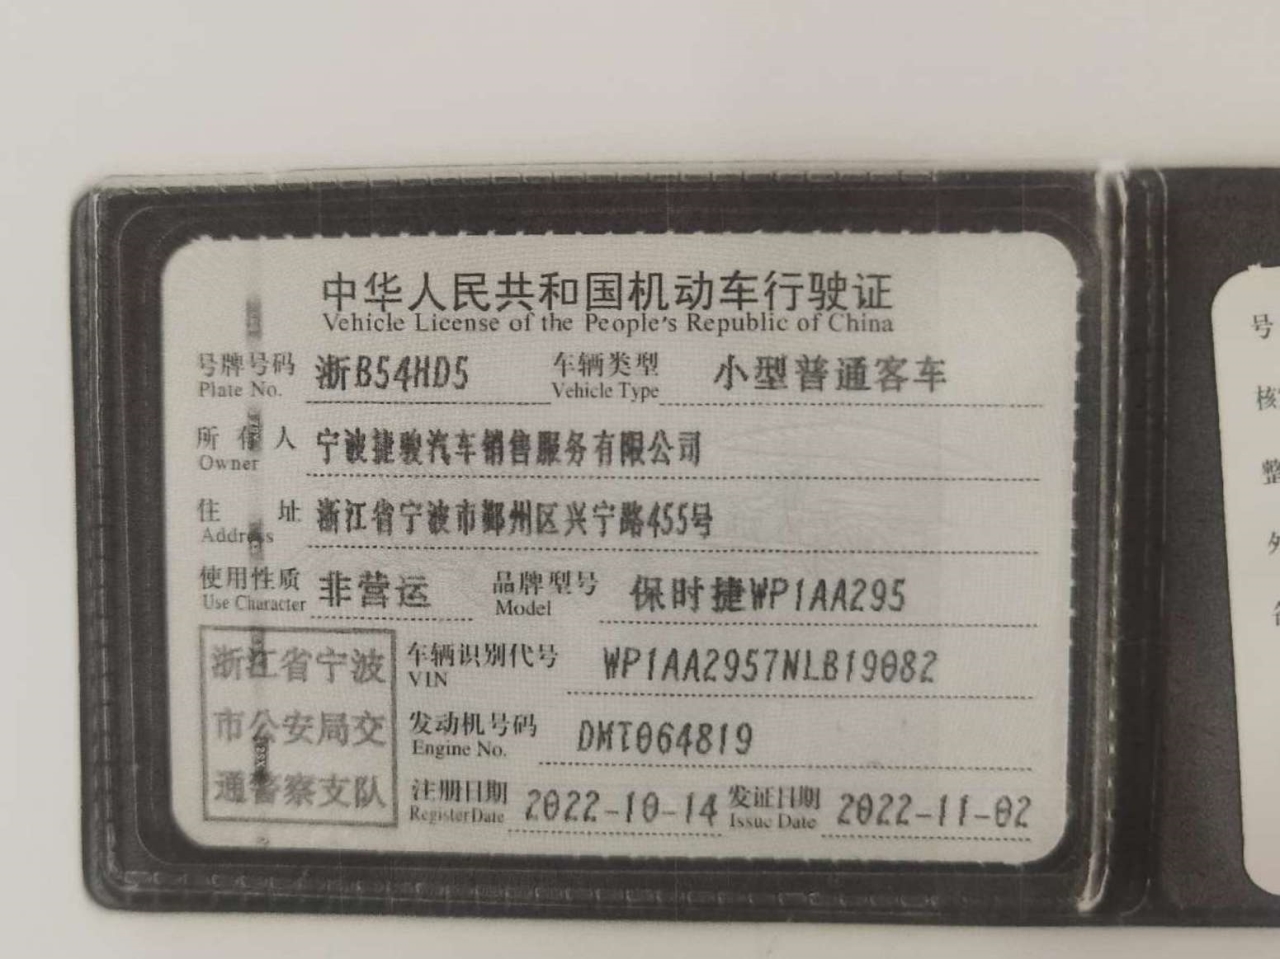 中华人民共和国机动车行驶证
Vehicle License of the People's Republic of China
号牌号码 浙B54HD5 车辆类型 小型普通客车
Plate No. Vehicle Type
所有人 宁波捷骏汽车销售服务有限公司
Owner
住址 浙江省宁波市鄞州区兴宁路455号
Address
使用性质 非营运 品牌型号 保时捷WP1AA295
Use Character Model
浙江省宁波
市公安局交
通警察支队
车辆识别代号 WP1AA2957NLB19082
VIN
发动机号码 DMT064819
Engine No.
注册日期 2022-10-14 发证日期 2022-11-02
Register Date Issue Date
号
核
整